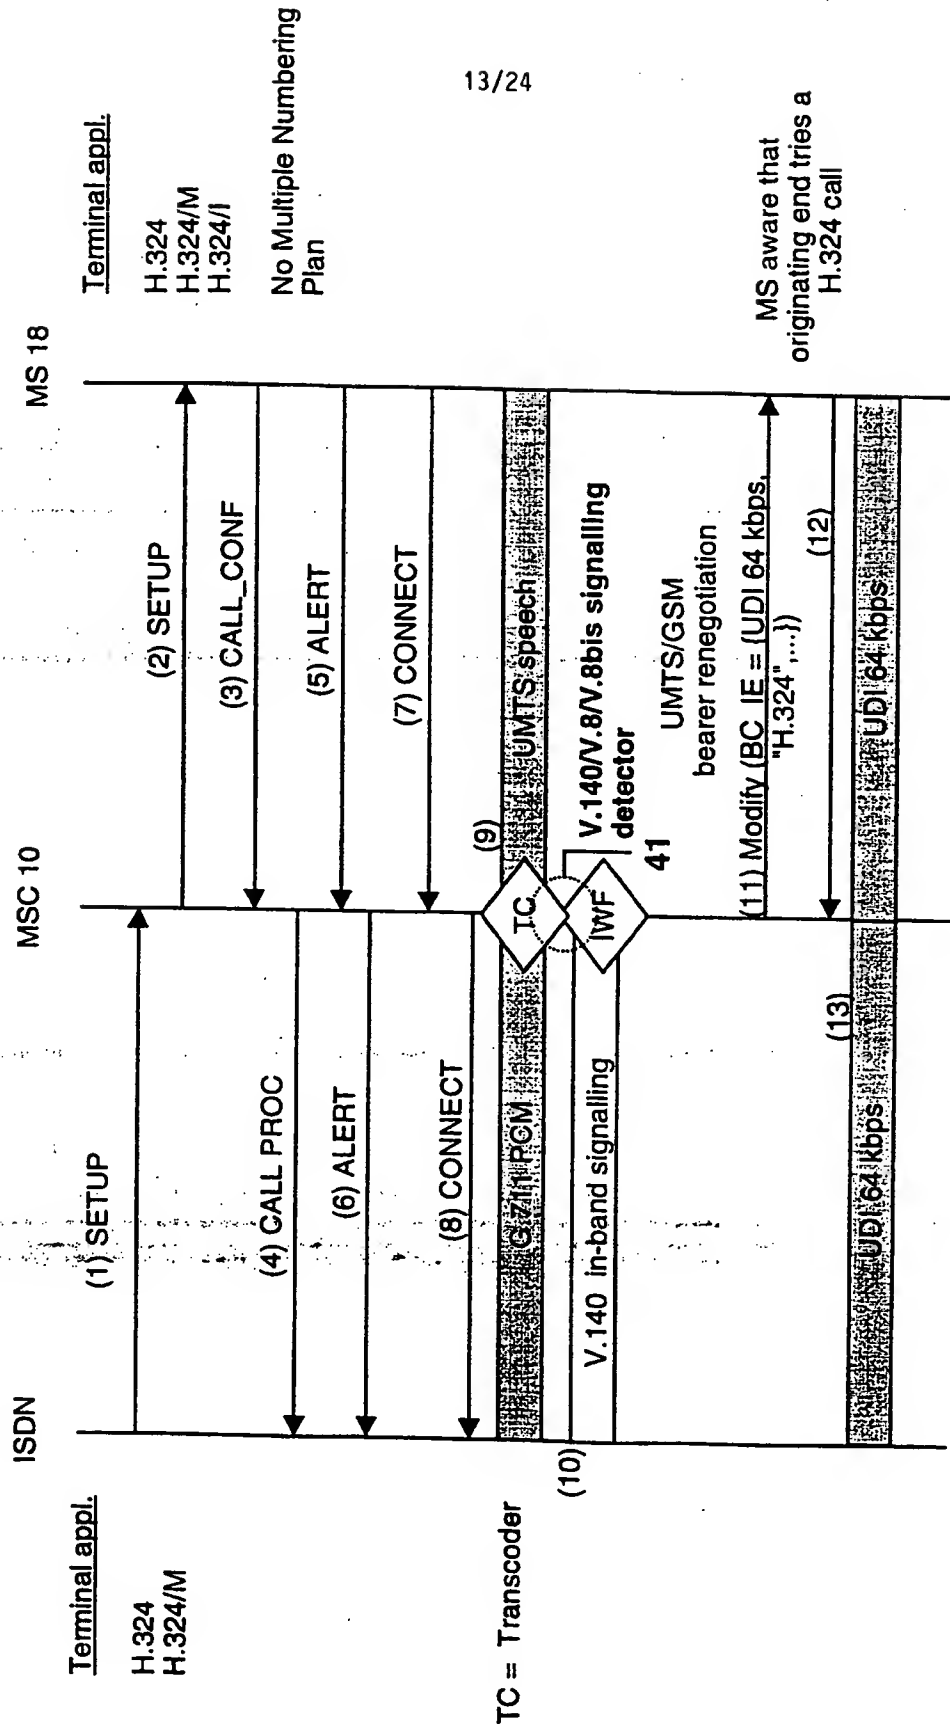 13/24
ISDN
MSC 10
MS 18
Terminal appl.
H.324
H.324/M
Terminal appl.
H.324
H.324/M
H.324/I
No Multiple Numbering
Plan
(1) SETUP
(2) SETUP
(3) CALL_CONF
(4) CALL PROC
(5) ALERT
(6) ALERT
(7) CONNECT
(8) CONNECT
(9)
G.711 PCM
TC
UMTS speech
TC = Transcoder
(10)
V.140 in-band signalling
IWF
V.140/V.8/V.8bis signalling
detector
41
UMTS/GSM
bearer renegotiation
(11) Modify (BC IE = {UDI 64 kbps,
"H.324",...})
MS aware that
originating end tries a
H.324 call
(12)
(13)
UDI 64 kbps
UDI 64 kbps